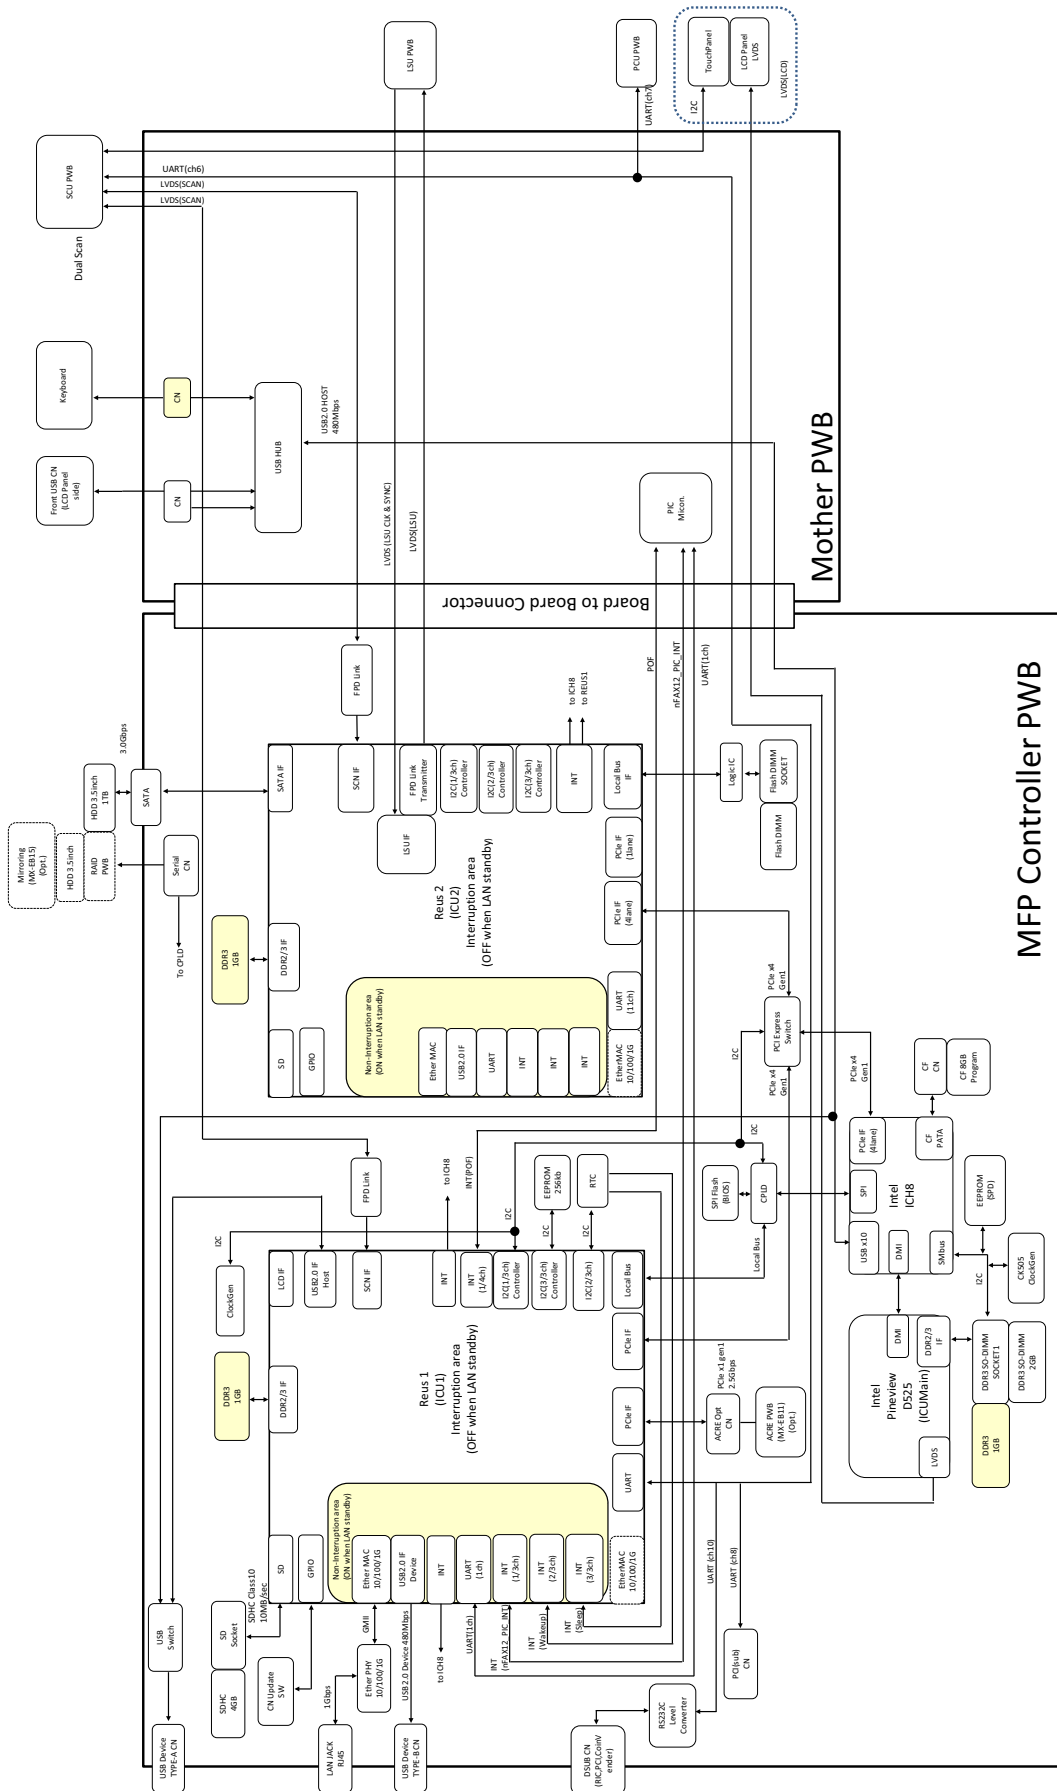 Mirroring
(MX-EB15)
(Opt.)
HDD 3.5inch
RAID
PWB
HDD 3.5inch
1TB
3.0Gbps
SATA
Serial
CN
To CPLD
Front USB CN
(LCD Panel
side)
Keyboard
Dual Scan
SCU PWB
LSU PWB
PCU PWB
TouchPanel
LCD Panel
LVDS
LVDS(LCD)
I2C
UART(ch7)
UART(ch6)
LVDS(SCAN)
LVDS(SCAN)
CN
CN
USB HUB
USB2.0 HOST
480Mbps
LVDS (LSU CLK & SYNC)
LVDS(LSU)
PIC
Micon.
Mother PWB
Board to Board Connector
MFP Controller PWB
POF
nFAX12_PIC_INT
UART(1ch)
FPD Link
DDR3
1GB
DDR2/3 IF
SD
GPIO
SATA IF
SCN IF
FPD Link
Transmitter
LSU IF
I2C(1/3ch)
Controller
I2C(2/3ch)
Controller
I2C(3/3ch)
Controller
INT
to ICH8
to REUS1
Local Bus
IF
PCIe IF
(1lane)
PCIe IF
(4lane)
UART
(11ch)
EtherMAC
10/100/1G
Reus 2
(ICU2)
Interruption area
(OFF when LAN standby)
Non-Interruption area
(ON when LAN standby)
Ether MAC
USB2.0 IF
UART
INT
INT
INT
Logic IC
Flash DIMM
SOCKET
Flash DIMM
PCIe x4
Gen1
PCI Express
Switch
I2C
PCIe x4
Gen1
PCIe x4
Gen1
CF
CN
CF 8GB
Program
PCIe IF
(4lane)
CF
PATA
SPI
Intel
ICH8
USB x10
DMI
SMbus
EEPROM
(SPD)
I2C
CK505
ClockGen
SPI Flash
(BIOS)
CPLD
I2C
Local Bus
INT(POF)
to ICH8
I2C
EEPROM
256kb
I2C
RTC
I2C
FPD Link
I2C
ClockGen
DDR3
1GB
DDR2/3 IF
LCD IF
USB2.0 IF
Host
SCN IF
INT
INT
(1/4ch)
I2C(1/3ch)
Controller
I2C(3/3ch)
Controller
I2C(2/3ch)
Local Bus
PCIe IF
PCIe IF
UART
EtherMAC
10/100/1G
Reus 1
(ICU1)
Interruption area
(OFF when LAN standby)
SD
GPIO
Non-Interruption area
(ON when LAN standby)
Ether MAC
10/100/1G
USB2.0 IF
Device
INT
UART
(1ch)
INT
(1/3ch)
INT
(2/3ch)
INT
(3/3ch)
PCIe x1 gen1
2.5Gbps
ACRE Opt
CN
ACRE PWB
(MX-EB11)
(Opt.)
Intel
Pineview
D525
(ICUMain)
DMI
DDR2/3
IF
LVDS
DDR3 SO-DIMM
SOCKET1
DDR3 SO-DIMM
2GB
DDR3
1GB
USB
Switch
USB Device
TYPE-A CN
SDHC Class10
10MB/sec
SD
Socket
SDHC
4GB
CN Update
SW
GMII
Ether PHY
10/100/1G
1Gbps
LAN JACK
RJ45
USB2.0 Device 480Mbps
USB Device
TYPE-B CN
to ICH8
UART(1ch)
INT
(nFAX12_PIC_INT)
INT
(Wakeup)
INT
(Sleep)
UART (ch10)
UART (ch8)
PCI(sub)
CN
RS232C
Level
Converter
DSUB CN
(RIC,PCI,CoinV
ender)